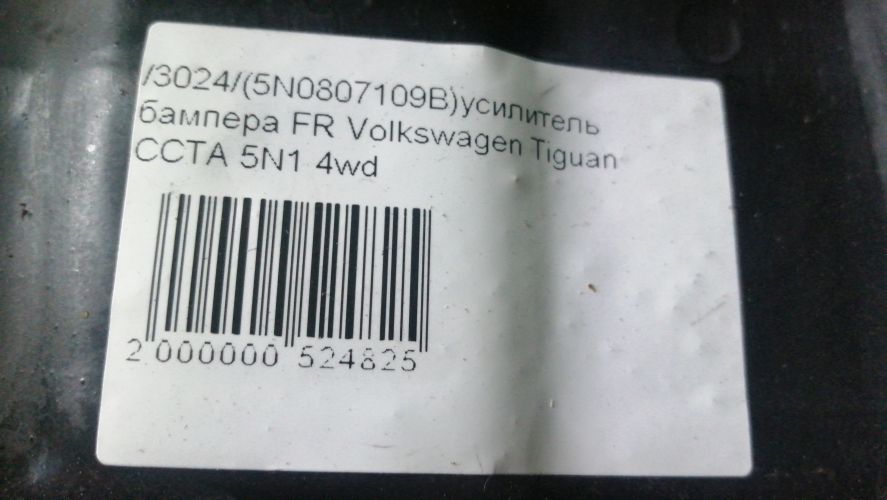 /3024/(5N0807109B)усилитель
бампера FR Volkswagen Tiguan
CCTA 5N1 4wd
2 000000 524825